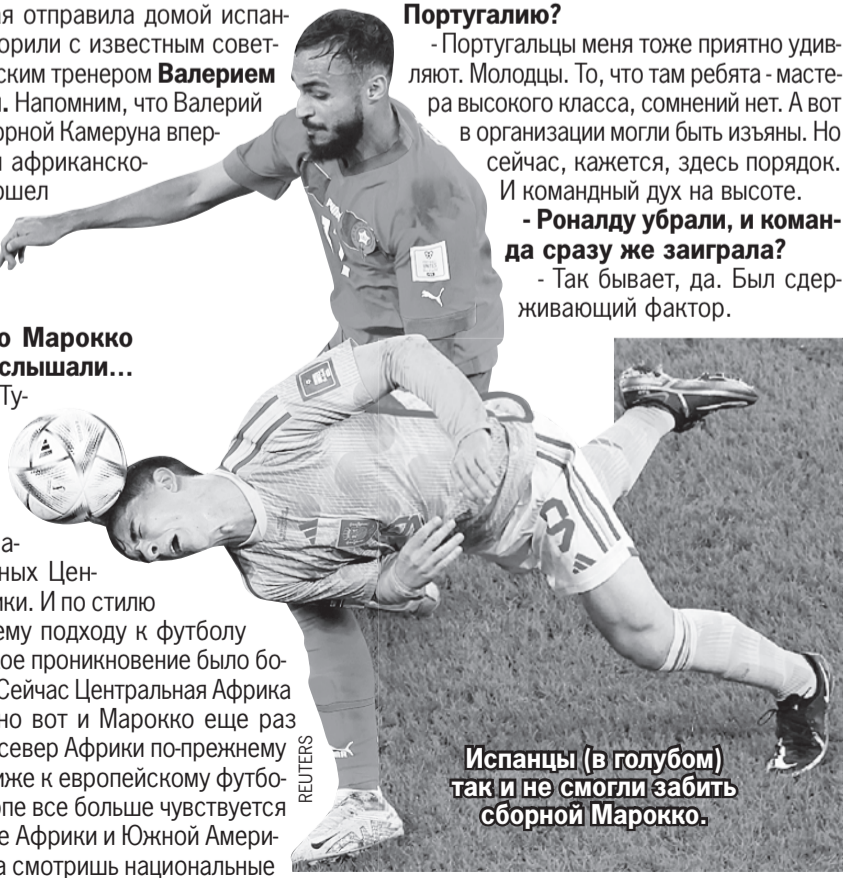 ая отправила домой испан-
орили с известным совет-
ским тренером Валерием
Напомним, что Валерий
орной Камеруна впер-
африканско-
ошел
о Марокко
слышали...
Ту-
а-
ных Цен-
ики. И по стилю
ему подходу к футболу
ое проникновение было бо-
Сейчас Центральная Африка
но вот и Марокко еще раз
север Африки по-прежнему
иже к европейскому футбо-
опе все больше чувствуется
е Африки и Южной Амери-
а смотришь национальные
Португалию?
- Португальцы меня тоже приятно удив-
ляют. Молодцы. То, что там ребята - масте-
ра высокого класса, сомнений нет. А вот
в организации могли быть изъяны. Но
сейчас, кажется, здесь порядок.
И командный дух на высоте.
- Роналду убрали, и коман-
да сразу же заиграла?
- Так бывает, да. Был сдер-
живающий фактор.
REUTERS
Испанцы (в голубом)
так и не смогли забить
сборной Марокко.
9